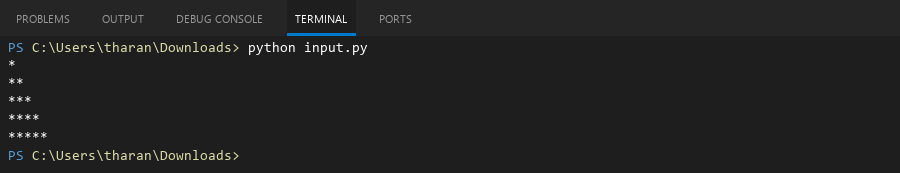 PROBLEMS OUTPUT DEBUG CONSOLE TERMINAL PORTS
PS C:\Users\tharan\Downloads> python input.py
*
**
***
****
*****
PS C:\Users\tharan\Downloads>